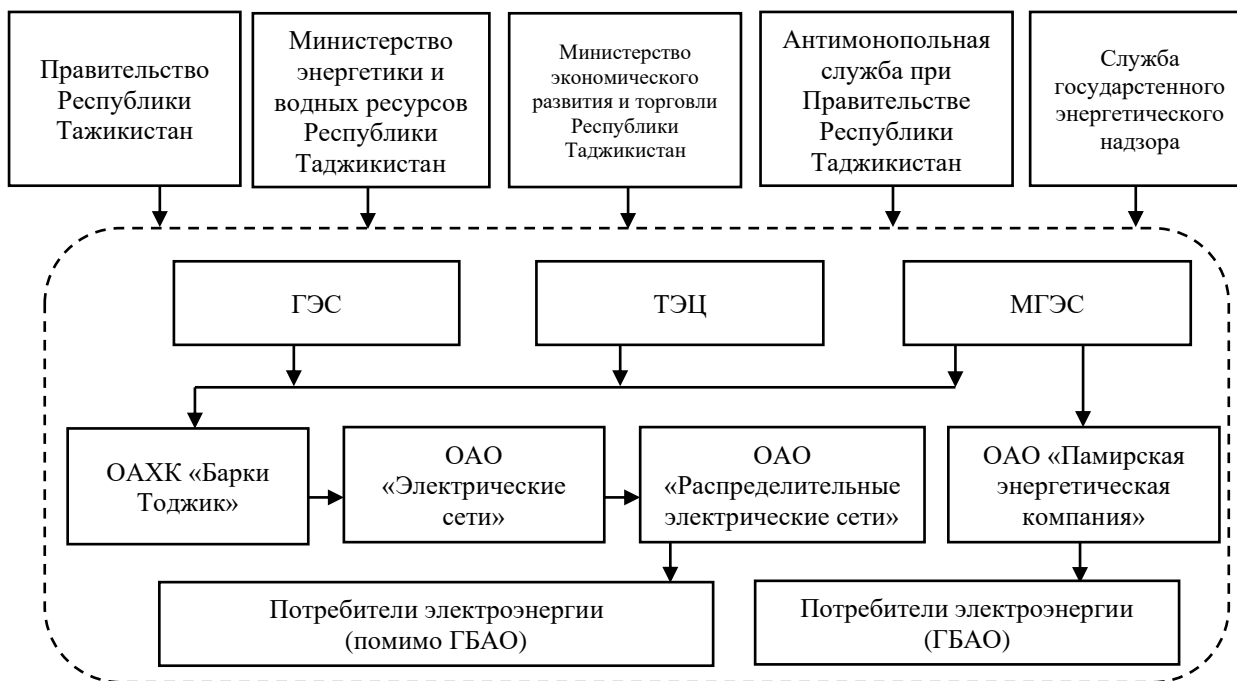 Правительство
Республики
Тажикистан
Министерство
энергетики и
водных ресурсов
Республики
Таджикистан
Министерство
экономического
развития и торговли
Республики
Таджикистан
Антимонопольная
служба при
Правительстве
Республики
Таджикистан
Служба
государстенного
энергетического
надзора
ГЭС
ТЭЦ
МГЭС
ОАХК «Барки
Тоджик»
ОАО
«Электрические
сети»
ОАО
«Распределительные
электрические сети»
ОАО «Памирская
энергетическая
компания»
Потребители электроэнергии
(помимо ГБАО)
Потребители электроэнергии
(ГБАО)